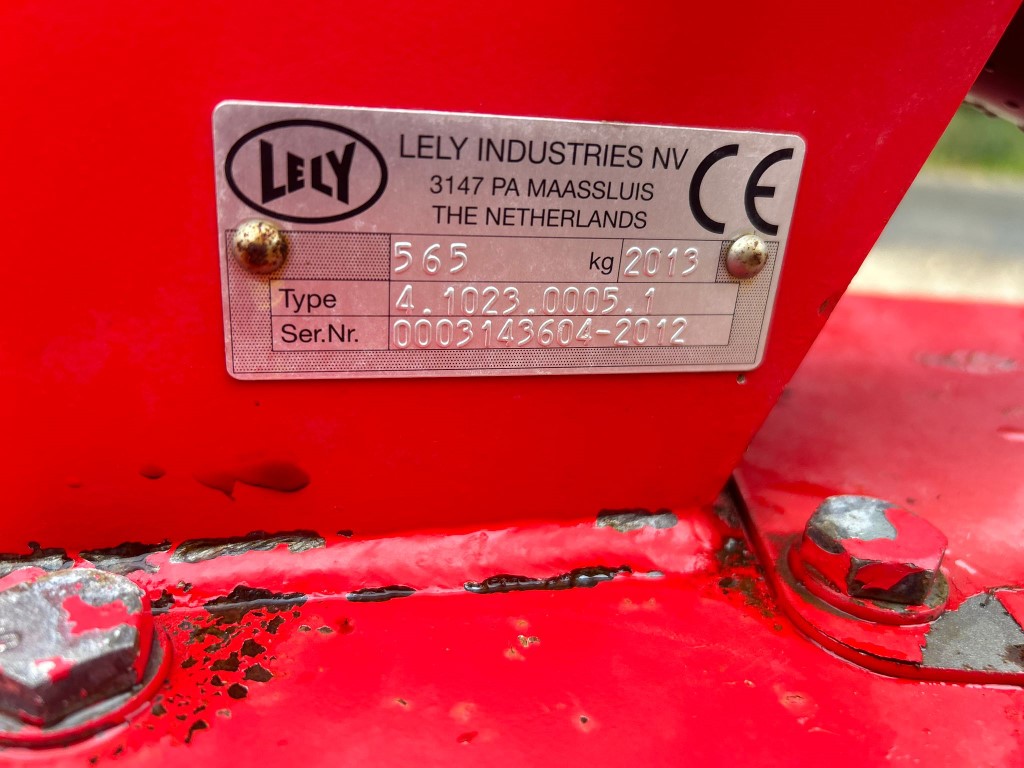 LELY
LELY INDUSTRIES NV
3147 PA MAASSLUIS
THE NETHERLANDS
CE
565 kg 2013
Type 4.1023.0005.1
Ser.Nr. 0003143604-2012